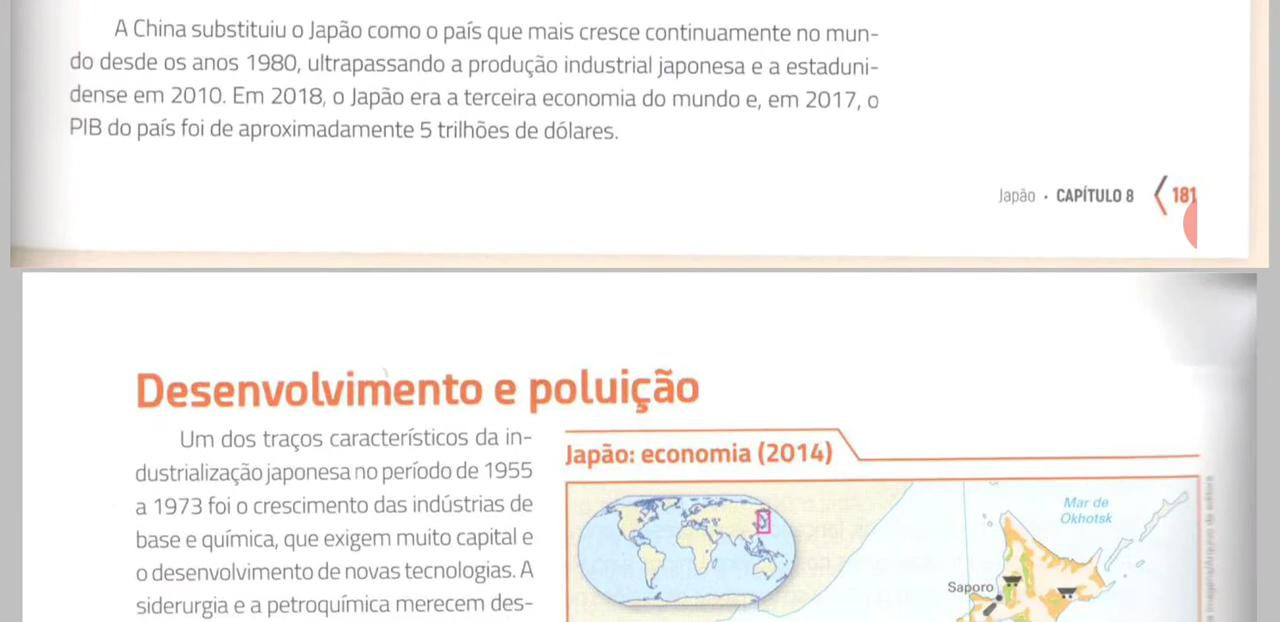 A China substituiu o Japão como o país que mais cresce continuamente no mun-
do desde os anos 1980, ultrapassando a produção industrial japonesa e a estaduni-
dense em 2010. Em 2018, o Japão era a terceira economia do mundo e, em 2017, o
PIB do país foi de aproximadamente 5 trilhões de dólares.
Japão · CAPÍTULO 8 181
Desenvolvimento e poluição
Um dos traços característicos da in-
dustrialização japonesa no período de 1955
a 1973 foi o crescimento das indústrias de
base e química, que exigem muito capital e
o desenvolvimento de novas tecnologias. A
siderurgia e a petroquímica merecem des-
Japão: economia (2014)
Mar de
Okhotsk
Saporo